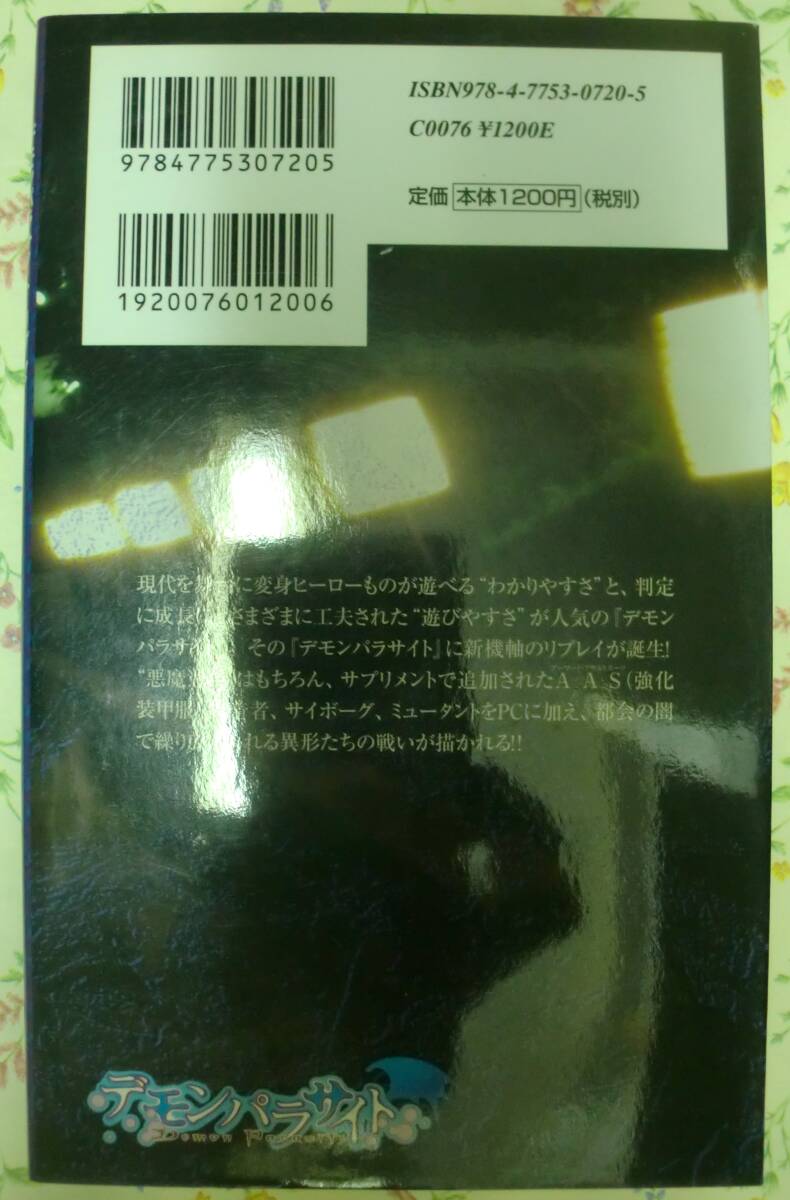 ISBN978-4-7753-0720-5
C0076 ¥1200E
9784775307205
定価 本体1200円 (税別)
1920076012006
現代を に変身ヒーローものが遊べる“わかりやすさ”と、判定
に成長に さまざまに工夫された“遊びやすさ”が人気の『デモン
パラサイ その『デモンパラサイト』に新機軸のリプレイが誕生!
“悪魔 はもちろん、サプリメントで追加されたA A S(強化
装甲服 者、サイボーグ、ミュータントをPCに加え、都会の闇
で繰り れる異形たちの戦いが描かれる!!
デモンパラサイト
Demon